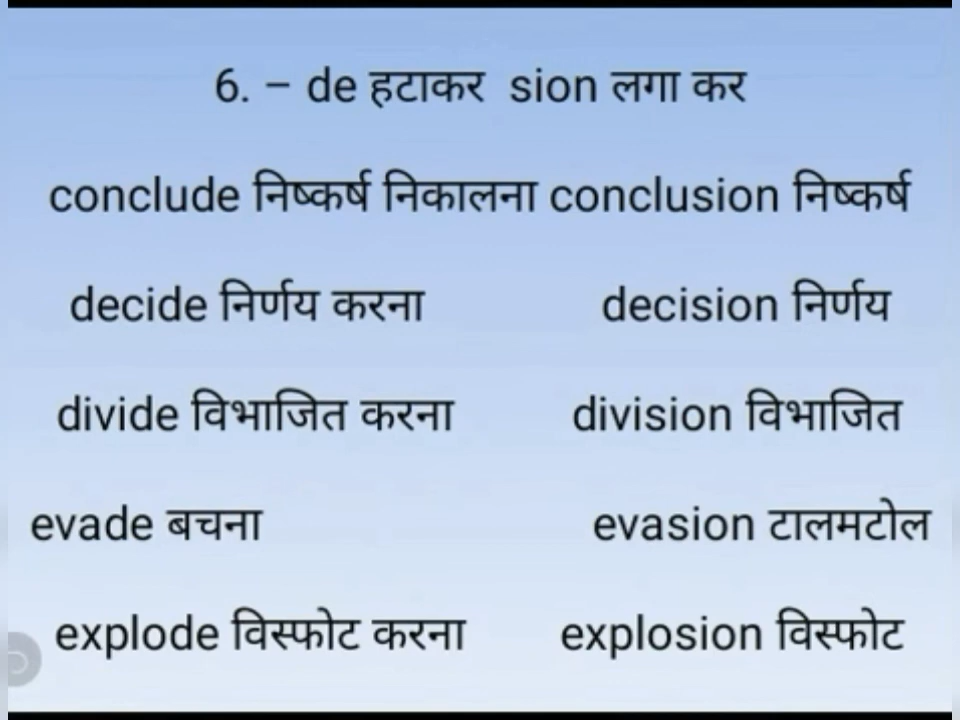 6. – de हटाकर sion लगा कर
conclude निष्कर्ष निकालना conclusion निष्कर्ष
decide निर्णय करना decision निर्णय
divide विभाजित करना division विभाजित
evade बचना evasion टालमटोल
explode विस्फोट करना explosion विस्फोट